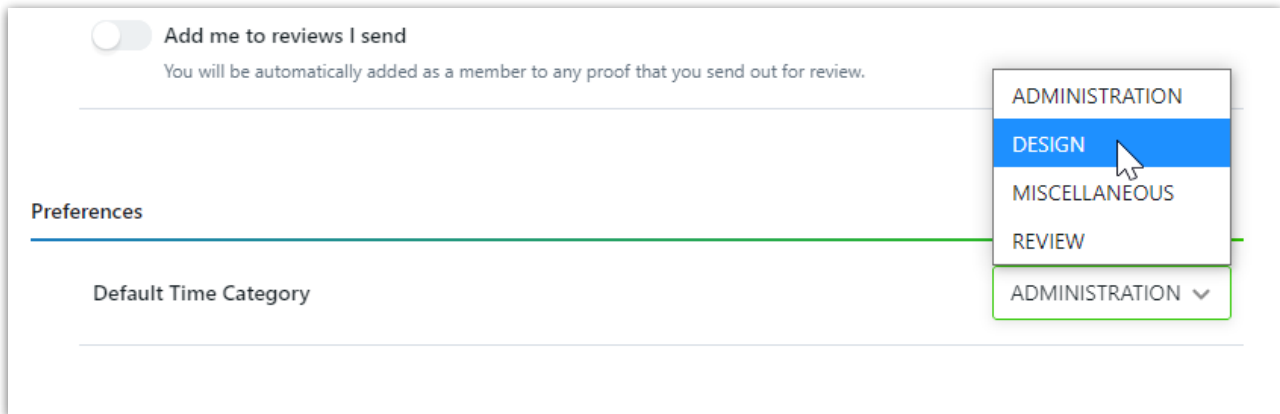 Add me to reviews I send
You will be automatically added as a member to any proof that you send out for review.
ADMINISTRATION
DESIGN
MISCELLANEOUS
REVIEW
Preferences
Default Time Category
ADMINISTRATION